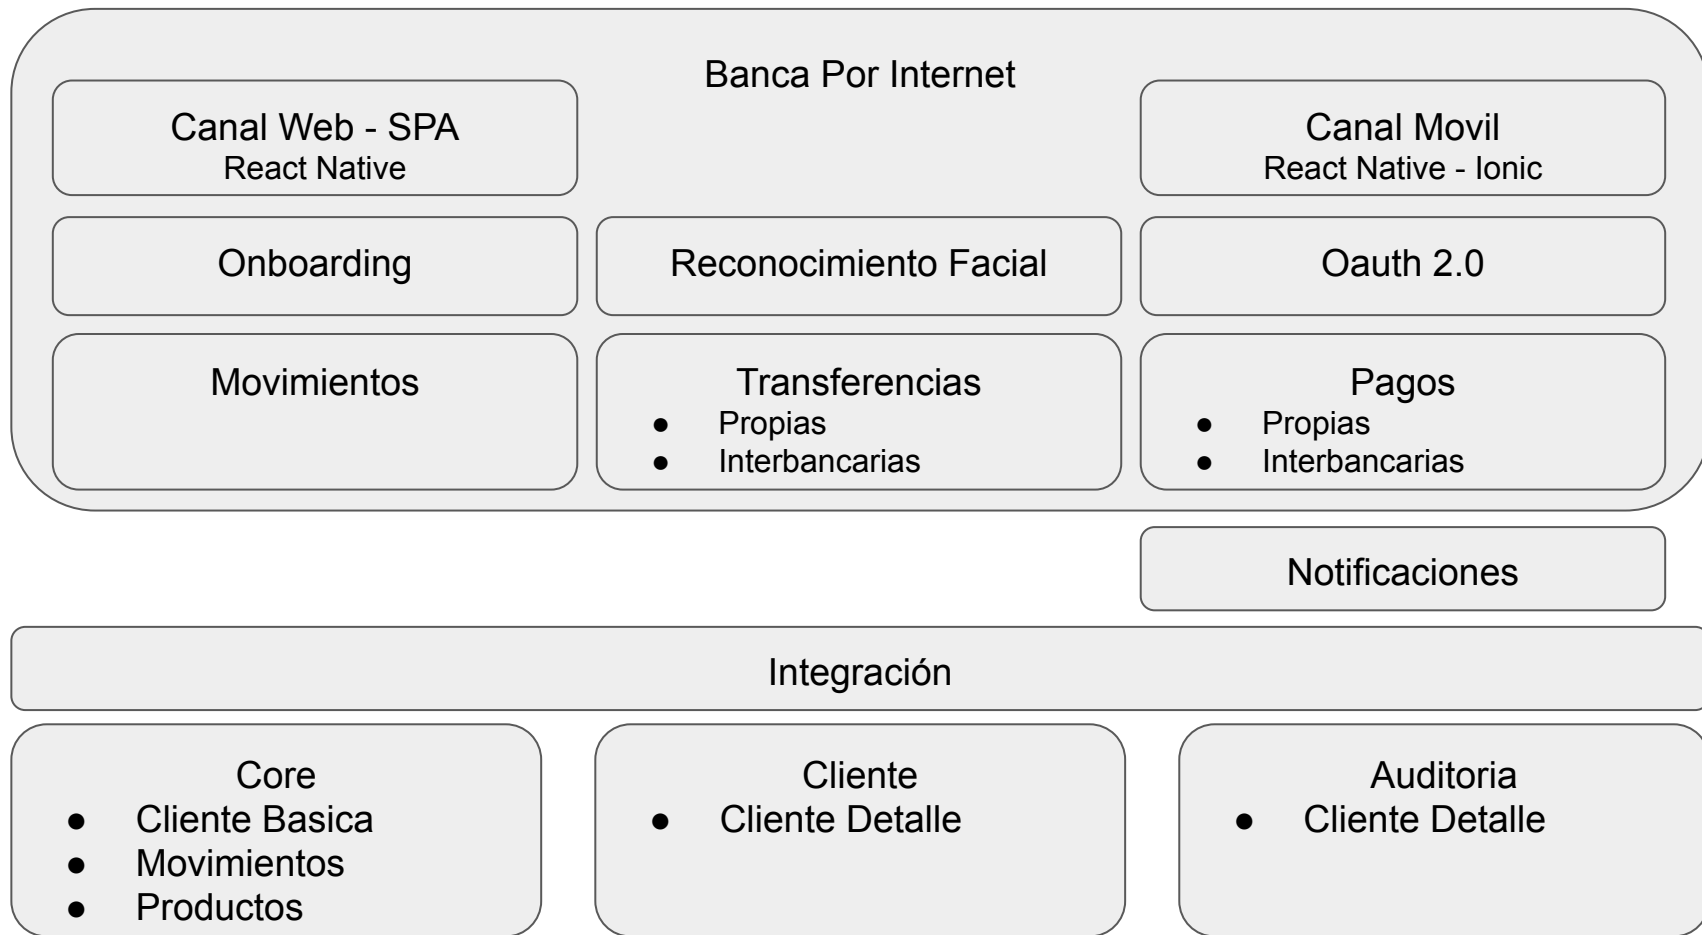 Banca Por Internet
Canal Web - SPA
React Native
Canal Movil
React Native - Ionic
Onboarding
Reconocimiento Facial
Oauth 2.0
Movimientos
Transferencias
● Propias
● Interbancarias
Pagos
● Propias
● Interbancarias
Notificaciones
Integración
Core
● Cliente Basica
● Movimientos
● Productos
Cliente
● Cliente Detalle
Auditoria
● Cliente Detalle